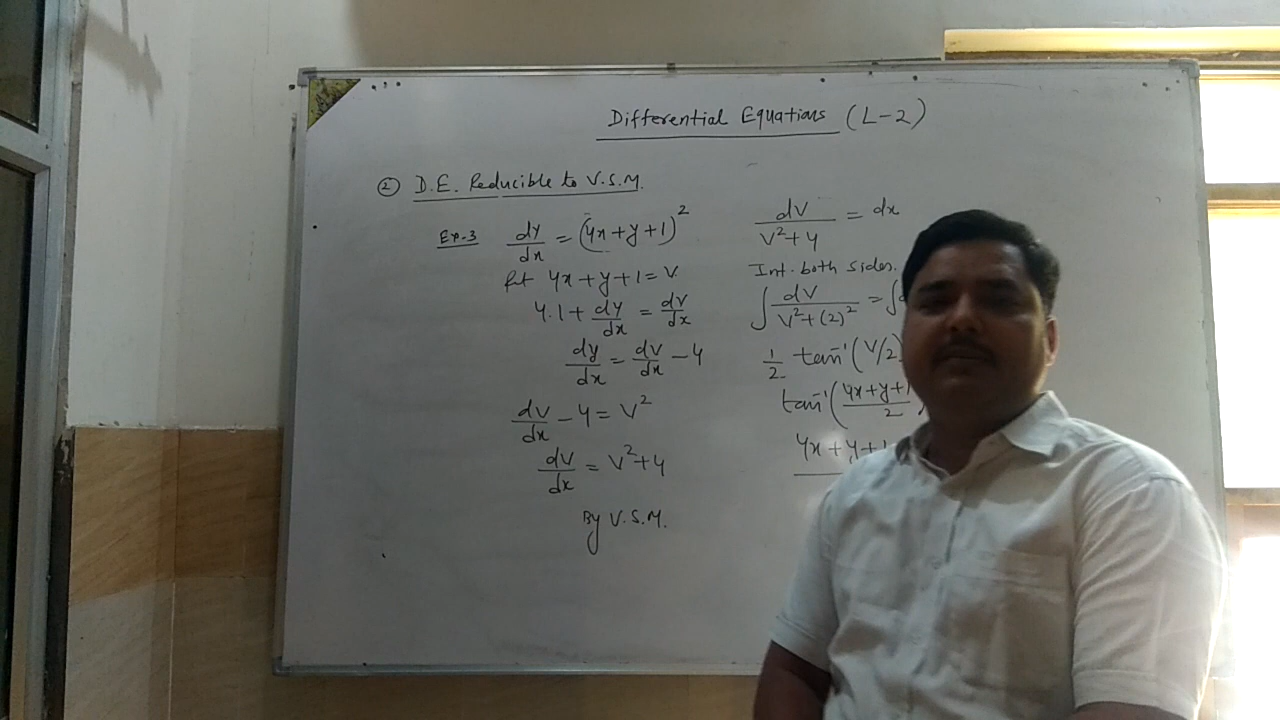 Differential Equations (L-2)
② D.E. Reducible to V.S.M.
Ex.3 dy/dx = (4x+y+1)²
Put 4x+y+1=v
4.1+dy/dx = dv/dx
dy/dx = dv/dx -4
dv/dx -4=v²
dv/dx = v²+4
By V.S.M.
dv/v²+4 = dx
Int. both sides.
∫dv/v²+(2)² = ∫
1/2 tan⁻¹(v/2)
tan⁻¹(4x+y+1/2)
4x+y+1